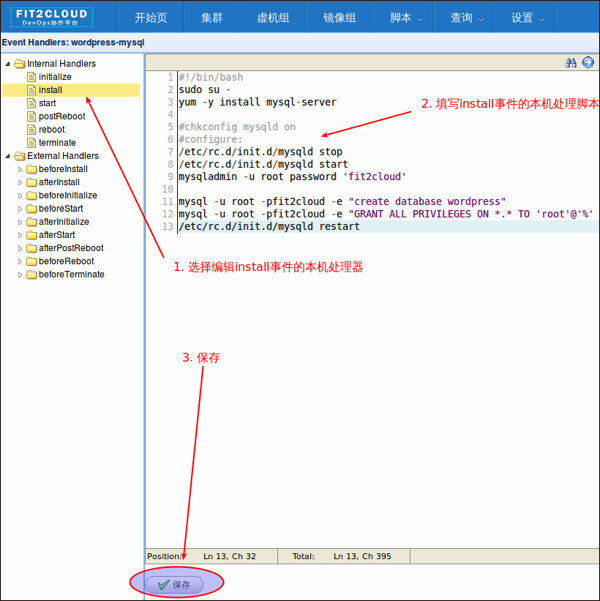 FIT2CLOUD
DevOps协作平台
开始页 集群 虚机组 镜像组 脚本 查询 设置
Event Handlers: wordpress-mysql
Internal Handlers
initialize
install
start
postReboot
reboot
terminate
External Handlers
beforeInstall
afterInstall
beforeInitialize
beforeStart
afterInitialize
afterStart
afterPostReboot
beforeReboot
beforeTerminate
1 #!/bin/bash
2 sudo su -
3 yum -y install mysql-server
4
5 #chkconfig mysqld on
6 #configure:
7 /etc/rc.d/init.d/mysqld stop
8 /etc/rc.d/init.d/mysqld start
9 mysqladmin -u root password 'fit2cloud'
10
11 mysql -u root -pfit2cloud -e "create database wordpress"
12 mysql -u root -pfit2cloud -e "GRANT ALL PRIVILEGES ON *.* TO 'root'@'%'
13 /etc/rc.d/init.d/mysqld restart
2. 填写install事件的本机处理脚本
1. 选择编辑install事件的本机处理器
3. 保存
Position: Ln 13, Ch 32 Total: Ln 13, Ch 395
保存